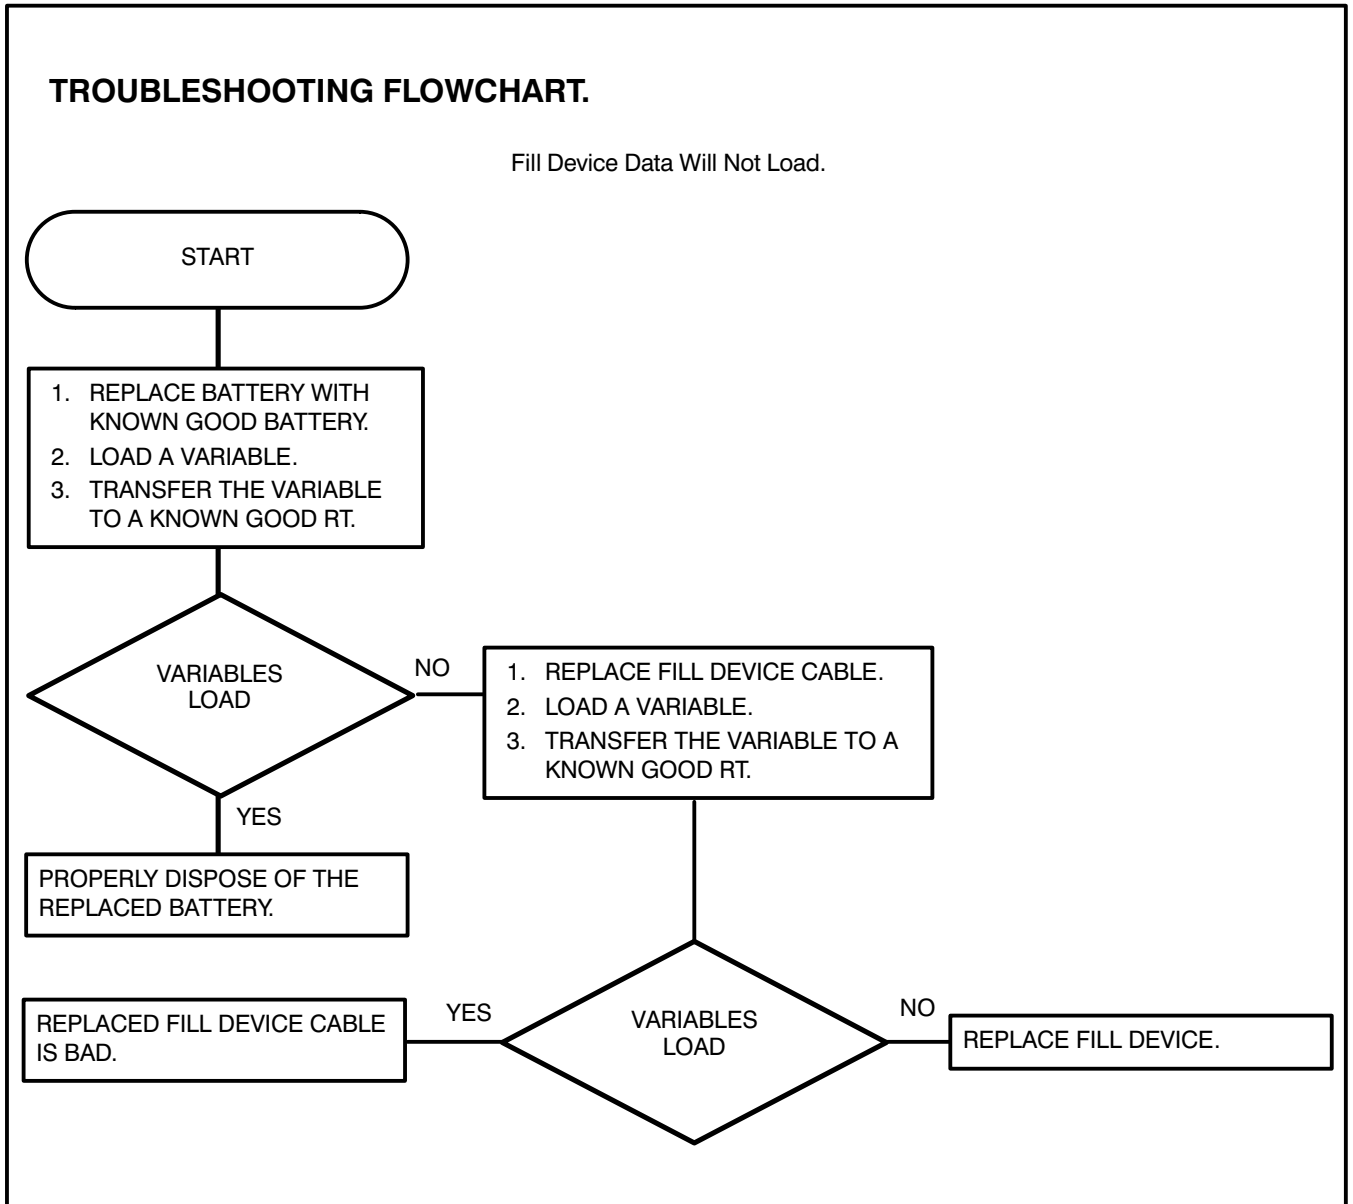 TROUBLESHOOTING FLOWCHART.
Fill Device Data Will Not Load.
START
1. REPLACE BATTERY WITH
KNOWN GOOD BATTERY.
2. LOAD A VARIABLE.
3. TRANSFER THE VARIABLE
TO A KNOWN GOOD RT.
VARIABLES
LOAD
NO
1. REPLACE FILL DEVICE CABLE.
2. LOAD A VARIABLE.
3. TRANSFER THE VARIABLE TO A
KNOWN GOOD RT.
YES
PROPERLY DISPOSE OF THE
REPLACED BATTERY.
REPLACED FILL DEVICE CABLE
IS BAD.
YES
VARIABLES
LOAD
NO
REPLACE FILL DEVICE.